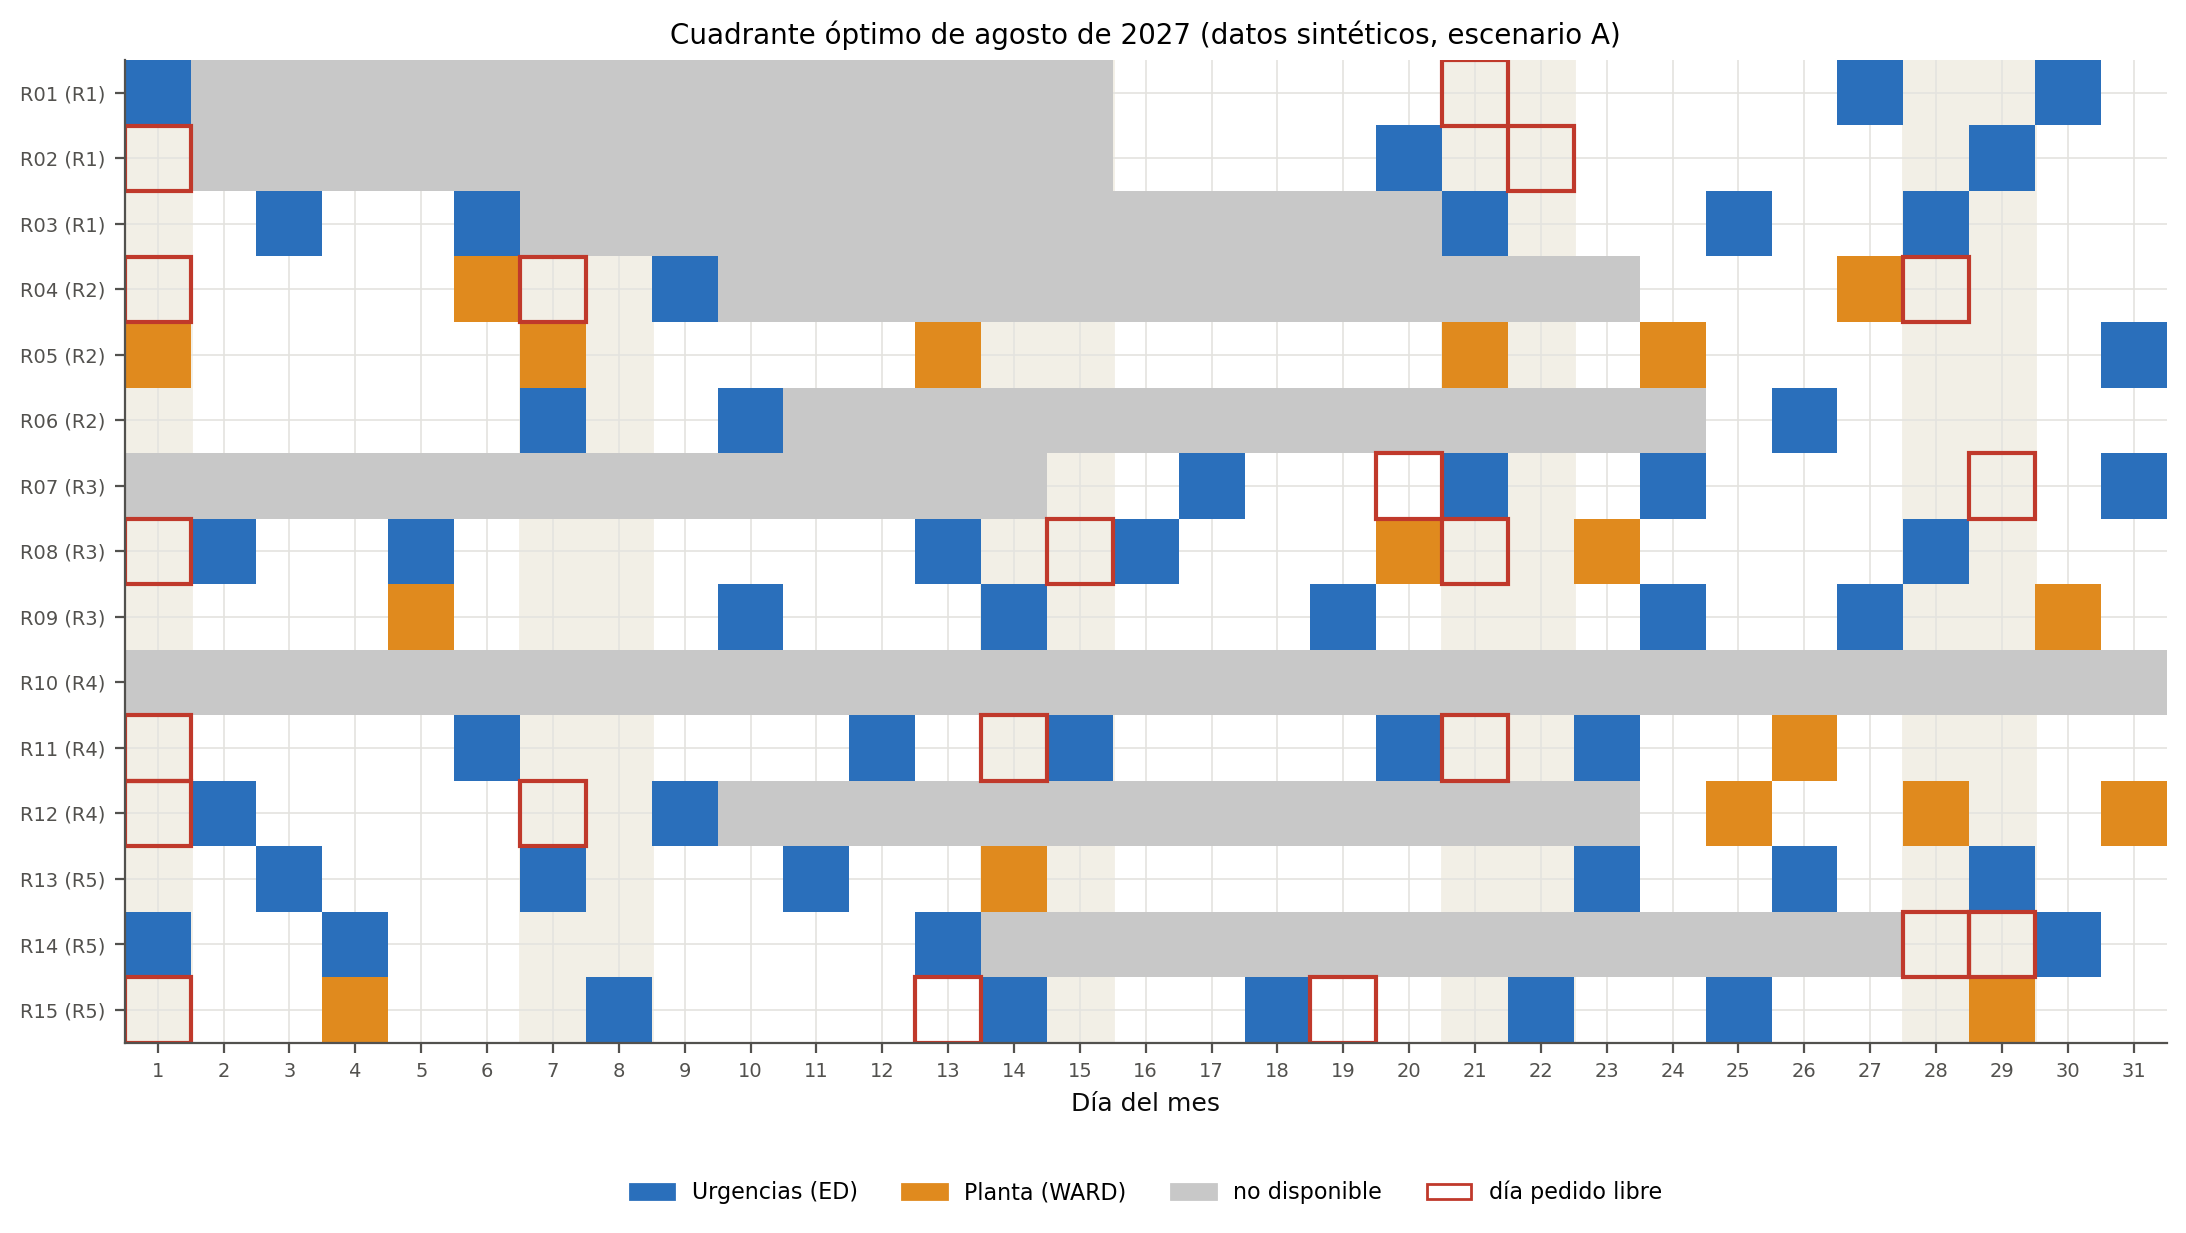 Cuadrante óptimo de agosto de 2027 (datos sintéticos, escenario A)
R01 (R1)
R02 (R1)
R03 (R1)
R04 (R2)
R05 (R2)
R06 (R2)
R07 (R3)
R08 (R3)
R09 (R3)
R10 (R4)
R11 (R4)
R12 (R4)
R13 (R5)
R14 (R5)
R15 (R5)
1 2 3 4 5 6 7 8 9 10 11 12 13 14 15 16 17 18 19 20 21 22 23 24 25 26 27 28 29 30 31
Día del mes
Urgencias (ED) Planta (WARD) no disponible día pedido libre